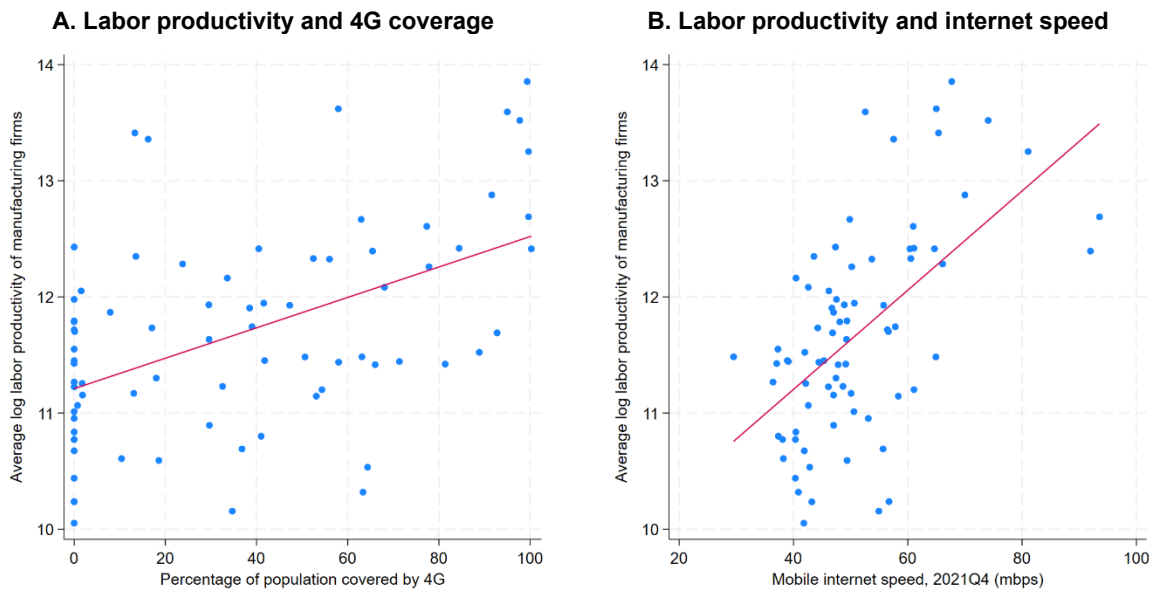 A. Labor productivity and 4G coverage
Average log labor productivity of manufacturing firms
14
13
12
11
10
0 20 40 60 80 100
Percentage of population covered by 4G
B. Labor productivity and internet speed
Average log labor productivity of manufacturing firms
14
13
12
11
10
20 40 60 80 100
Mobile internet speed, 2021Q4 (mbps)